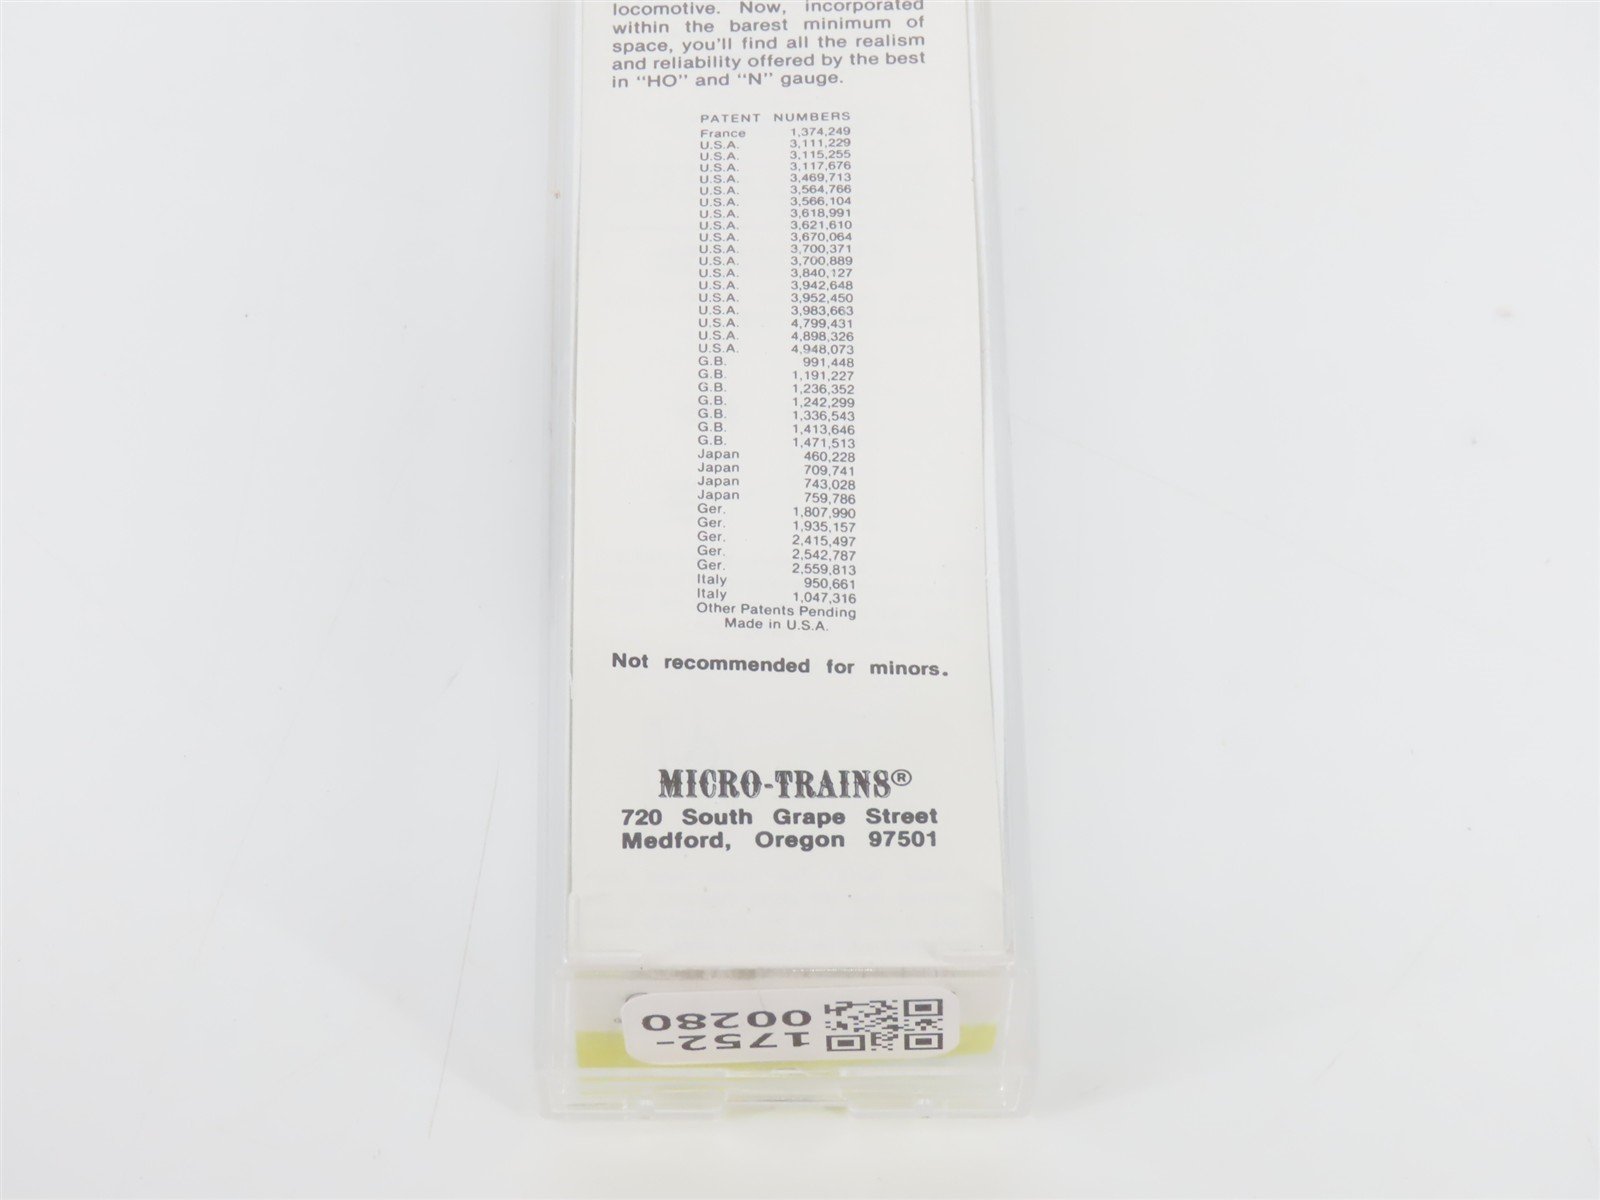 locomotive. Now, incorporated
within the barest minimum of
space, you'll find all the realism
and reliability offered by the best
in "HO" and "N" gauge.
PATENT NUMBERS
France 1,374,249
U.S.A. 3,111,229
U.S.A. 3,115,255
U.S.A. 3,117,676
U.S.A. 3,469,713
U.S.A. 3,564,766
U.S.A. 3,566,104
U.S.A. 3,618,991
U.S.A. 3,621,610
U.S.A. 3,670,064
U.S.A. 3,700,371
U.S.A. 3,700,889
U.S.A. 3,840,127
U.S.A. 3,942,648
U.S.A. 3,952,450
U.S.A. 3,983,663
U.S.A. 4,799,431
U.S.A. 4,898,326
U.S.A. 4,948,073
G.B. 991,448
G.B. 1,191,227
G.B. 1,236,352
G.B. 1,242,299
G.B. 1,336,543
G.B. 1,413,646
G.B. 1,471,513
Japan 460,228
Japan 709,741
Japan 743,028
Japan 759,786
Ger. 1,807,990
Ger. 1,935,157
Ger. 2,415,497
Ger. 2,542,787
Ger. 2,559,813
Italy 950,661
Italy 1,047,316
Other Patents Pending
Made in U.S.A.
Not recommended for minors.
MICRO-TRAINS®
720 South Grape Street
Medford, Oregon 97501
1752-
00280